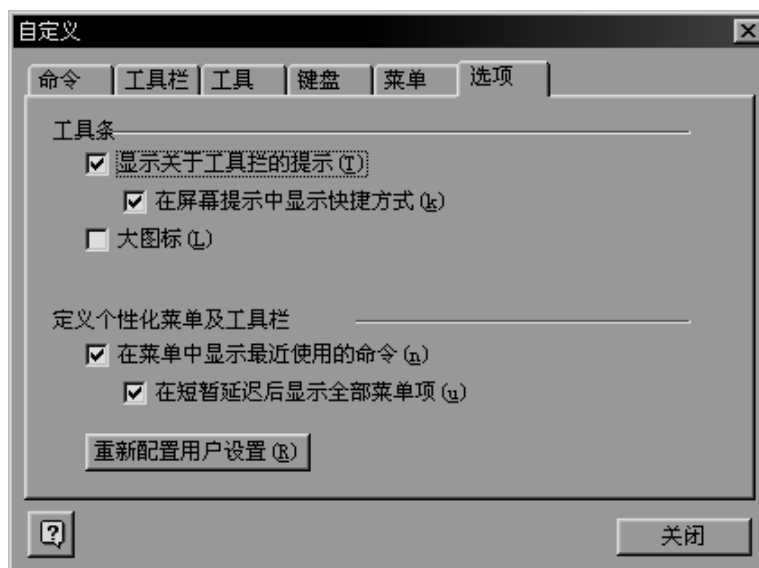 自定义
命令 工具栏 工具 键盘 菜单 选项
工具条
显示关于工具拦的提示(T)
在屏幕提示中显示快捷方式(k)
大图标(L)
定义个性化菜单及工具栏
在菜单中显示最近使用的命令(n)
在短暂延迟后显示全部菜单项(u)
重新配置用户设置(R)
关闭